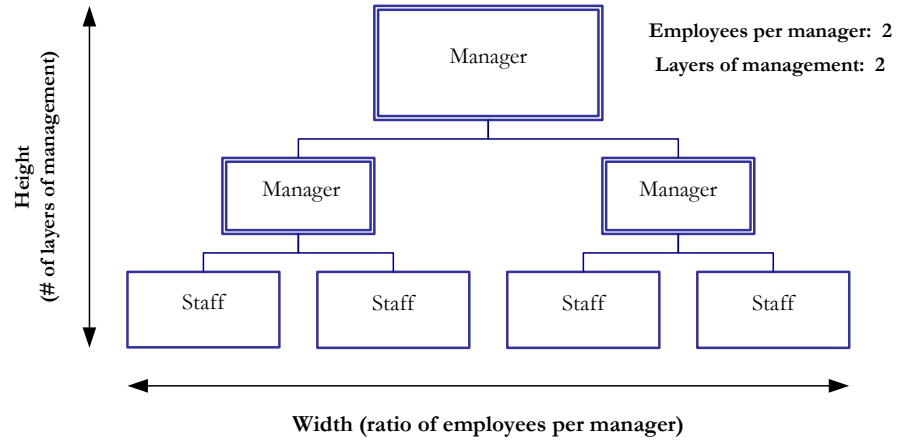 Manager
Employees per manager: 2
Layers of management: 2
Height
(# of layers of management)
Manager
Manager
Staff
Staff
Staff
Staff
Width (ratio of employees per manager)